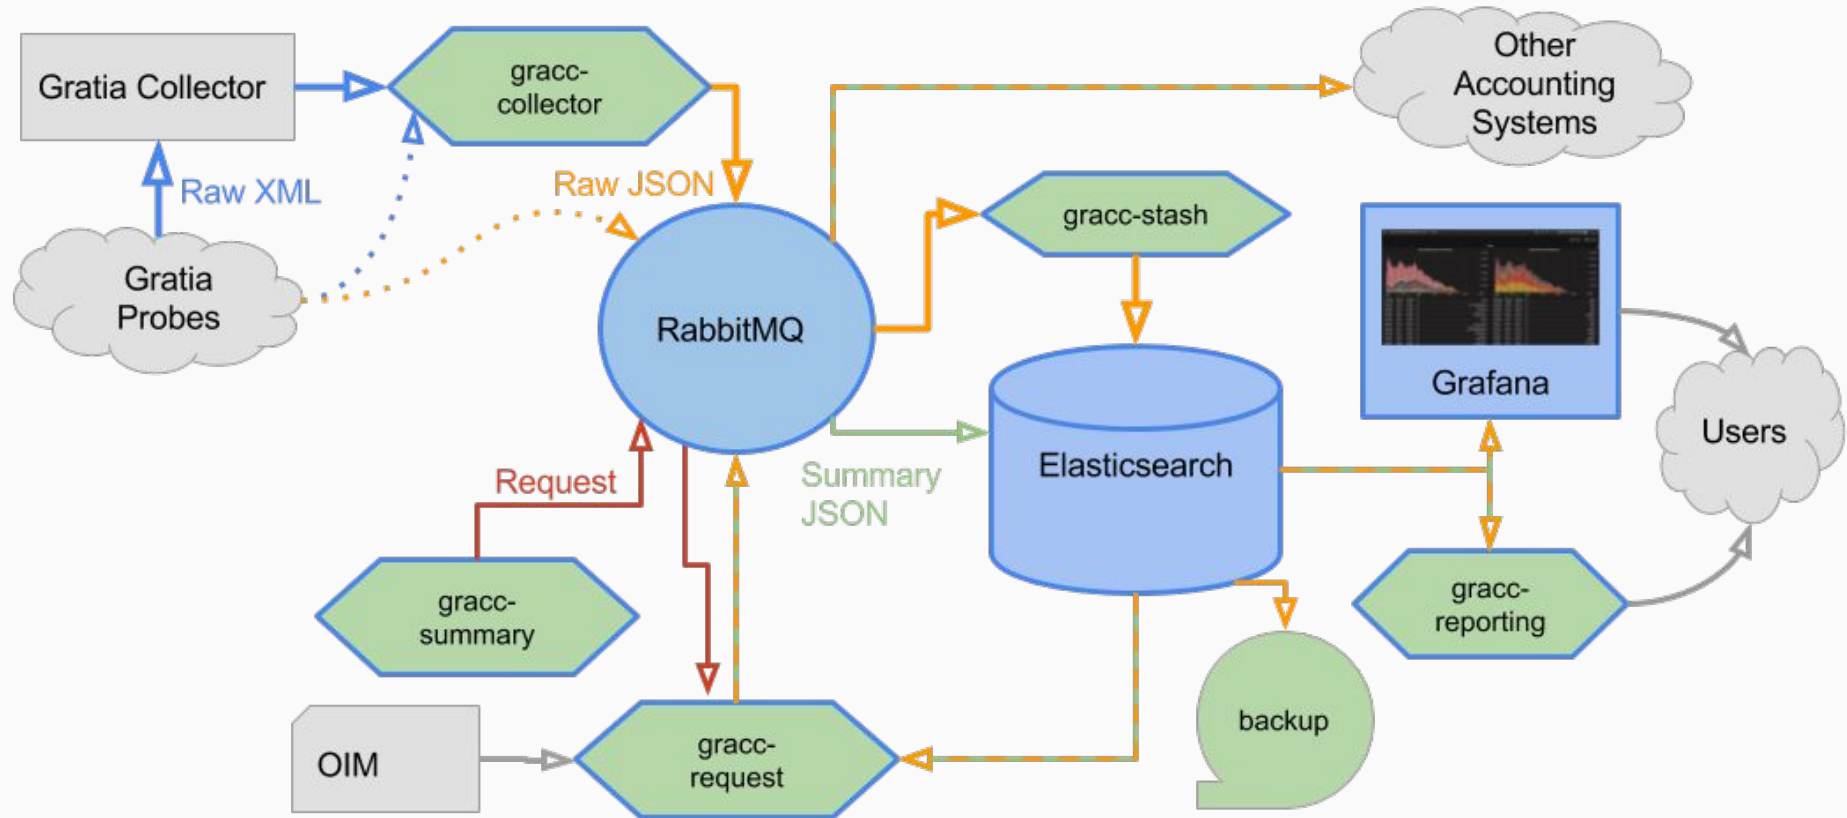 Gratia Collector
gracc-
collector
Other
Accounting
Systems
Raw XML
Raw JSON
gracc-stash
Gratia
Probes
RabbitMQ
Grafana
Users
Elasticsearch
Request
Summary
JSON
gracc-
summary
gracc-
reporting
OIM
gracc-
request
backup